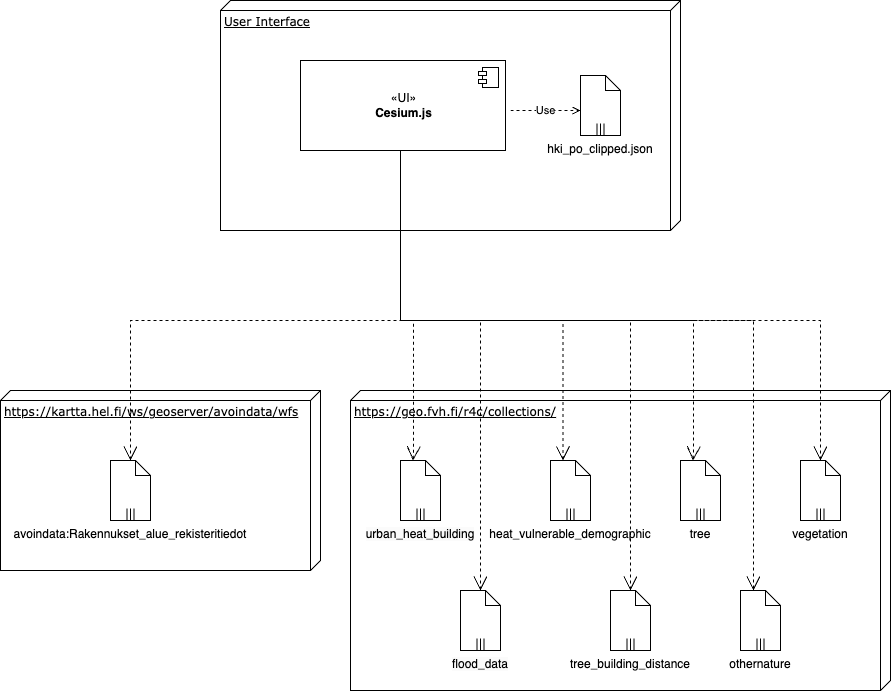 User Interface
«UI»
Cesium.js
Use
hki_po_clipped.json
https://kartta.hel.fi/ws/geoserver/avoindata/wfs
https://geo.fvh.fi/r4c/collections/
avoindata:Rakennukset_alue_rekisteritiedot
urban_heat_building
heat_vulnerable_demographic
tree
vegetation
flood_data
tree_building_distance
othernature